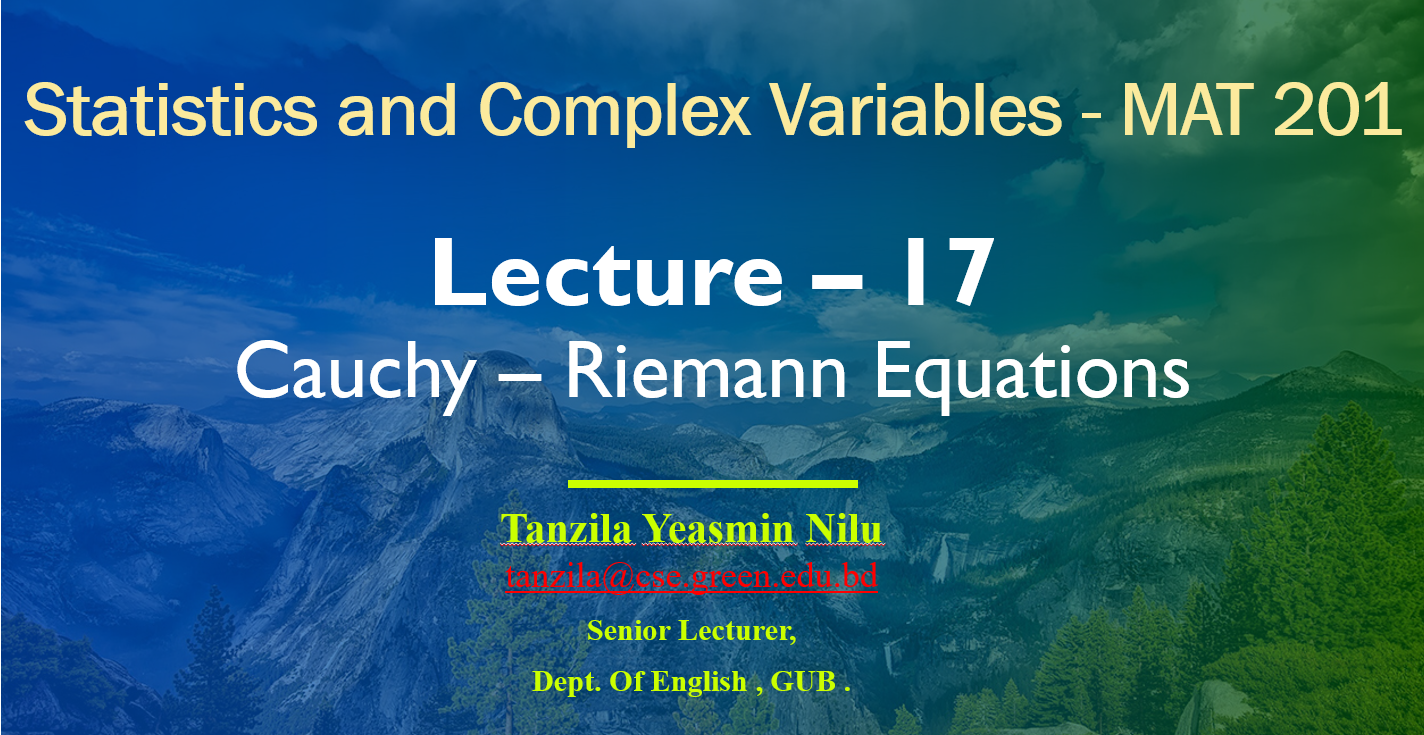 Statistics and Complex Variables - MAT 201
Lecture – 17
Cauchy – Riemann Equations
Tanzila Yeasmin Nilu
tanzila@cse.green.edu.bd
Senior Lecturer,
Dept. Of English , GUB .